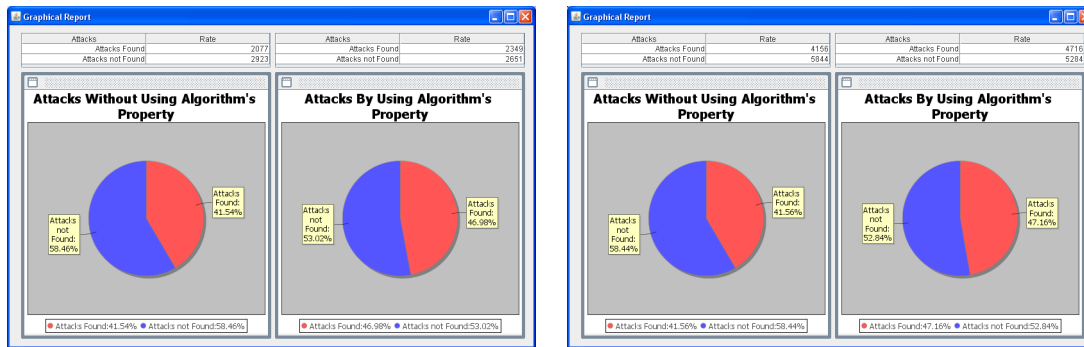 Graphical Report
Attacks Rate
Attacks Found 2077
Attacks not Found 2923
Attacks Rate
Attacks Found 2349
Attacks not Found 2651
Attacks Without Using Algorithm's
Property
Attacks
Found:
41.54%
Attacks
not
Found:
58.46%
Attacks Found:41.54% Attacks not Found:58.46%
Attacks By Using Algorithm's
Property
Attacks
Found:
46.98%
Attacks
not
Found:
53.02%
Attacks Found:46.98% Attacks not Found:53.02%
Graphical Report
Attacks Rate
Attacks Found 4156
Attacks not Found 5844
Attacks Rate
Attacks Found 4716
Attacks not Found 5284
Attacks Without Using Algorithm's
Property
Attacks
Found:
41.56%
Attacks
not
Found:
58.44%
Attacks Found:41.56% Attacks not Found:58.44%
Attacks By Using Algorithm's
Property
Attacks
Found:
47.16%
Attacks
not
Found:
52.84%
Attacks Found:47.16% Attacks not Found:52.84%